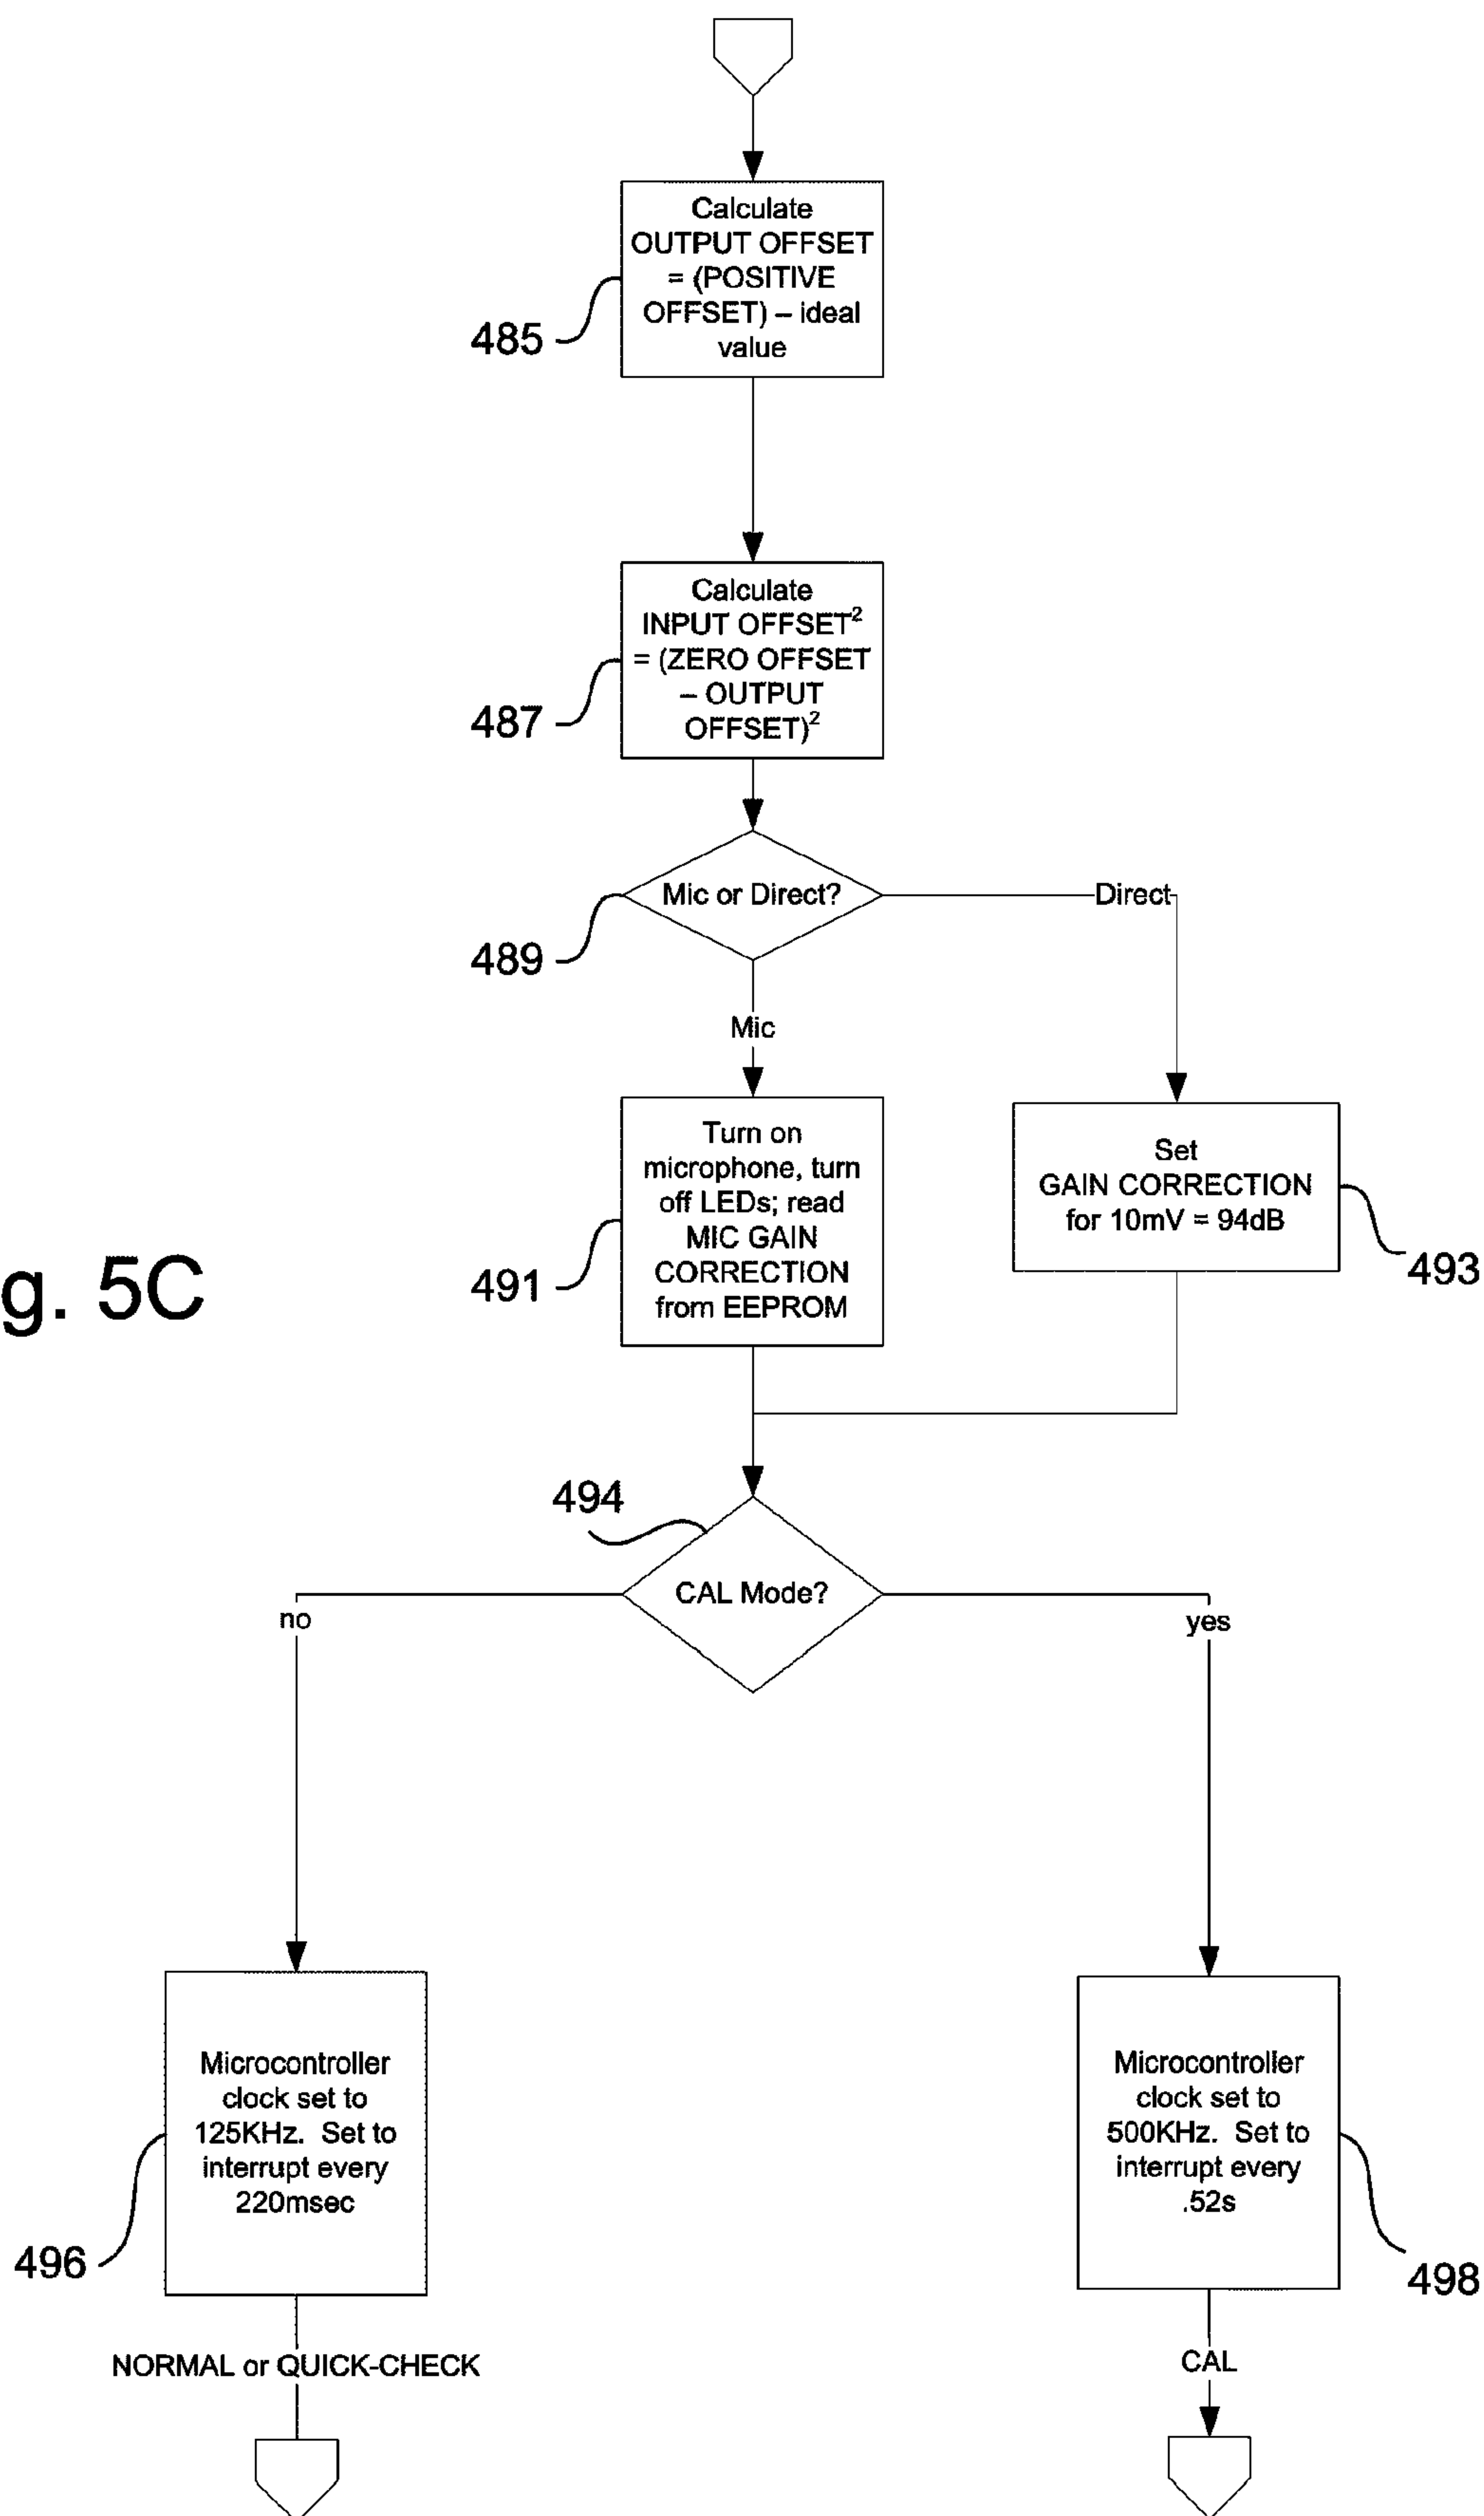 Calculate
OUTPUT OFFSET
= (POSITIVE
OFFSET) – ideal
value
485
Calculate
INPUT OFFSET²
= (ZERO OFFSET
– OUTPUT
OFFSET)²
487
Mic or Direct?
Direct
489
Mic
Turn on
microphone, turn
off LEDs; read
MIC GAIN
CORRECTION
from EEPROM
491
Set
GAIN CORRECTION
for 10mV = 94dB
493
g. 5C
494
CAL Mode?
no
yes
Microcontroller
clock set to
125KHz. Set to
interrupt every
220msec
496
Microcontroller
clock set to
500KHz. Set to
interrupt every
.52s
498
NORMAL or QUICK-CHECK
CAL